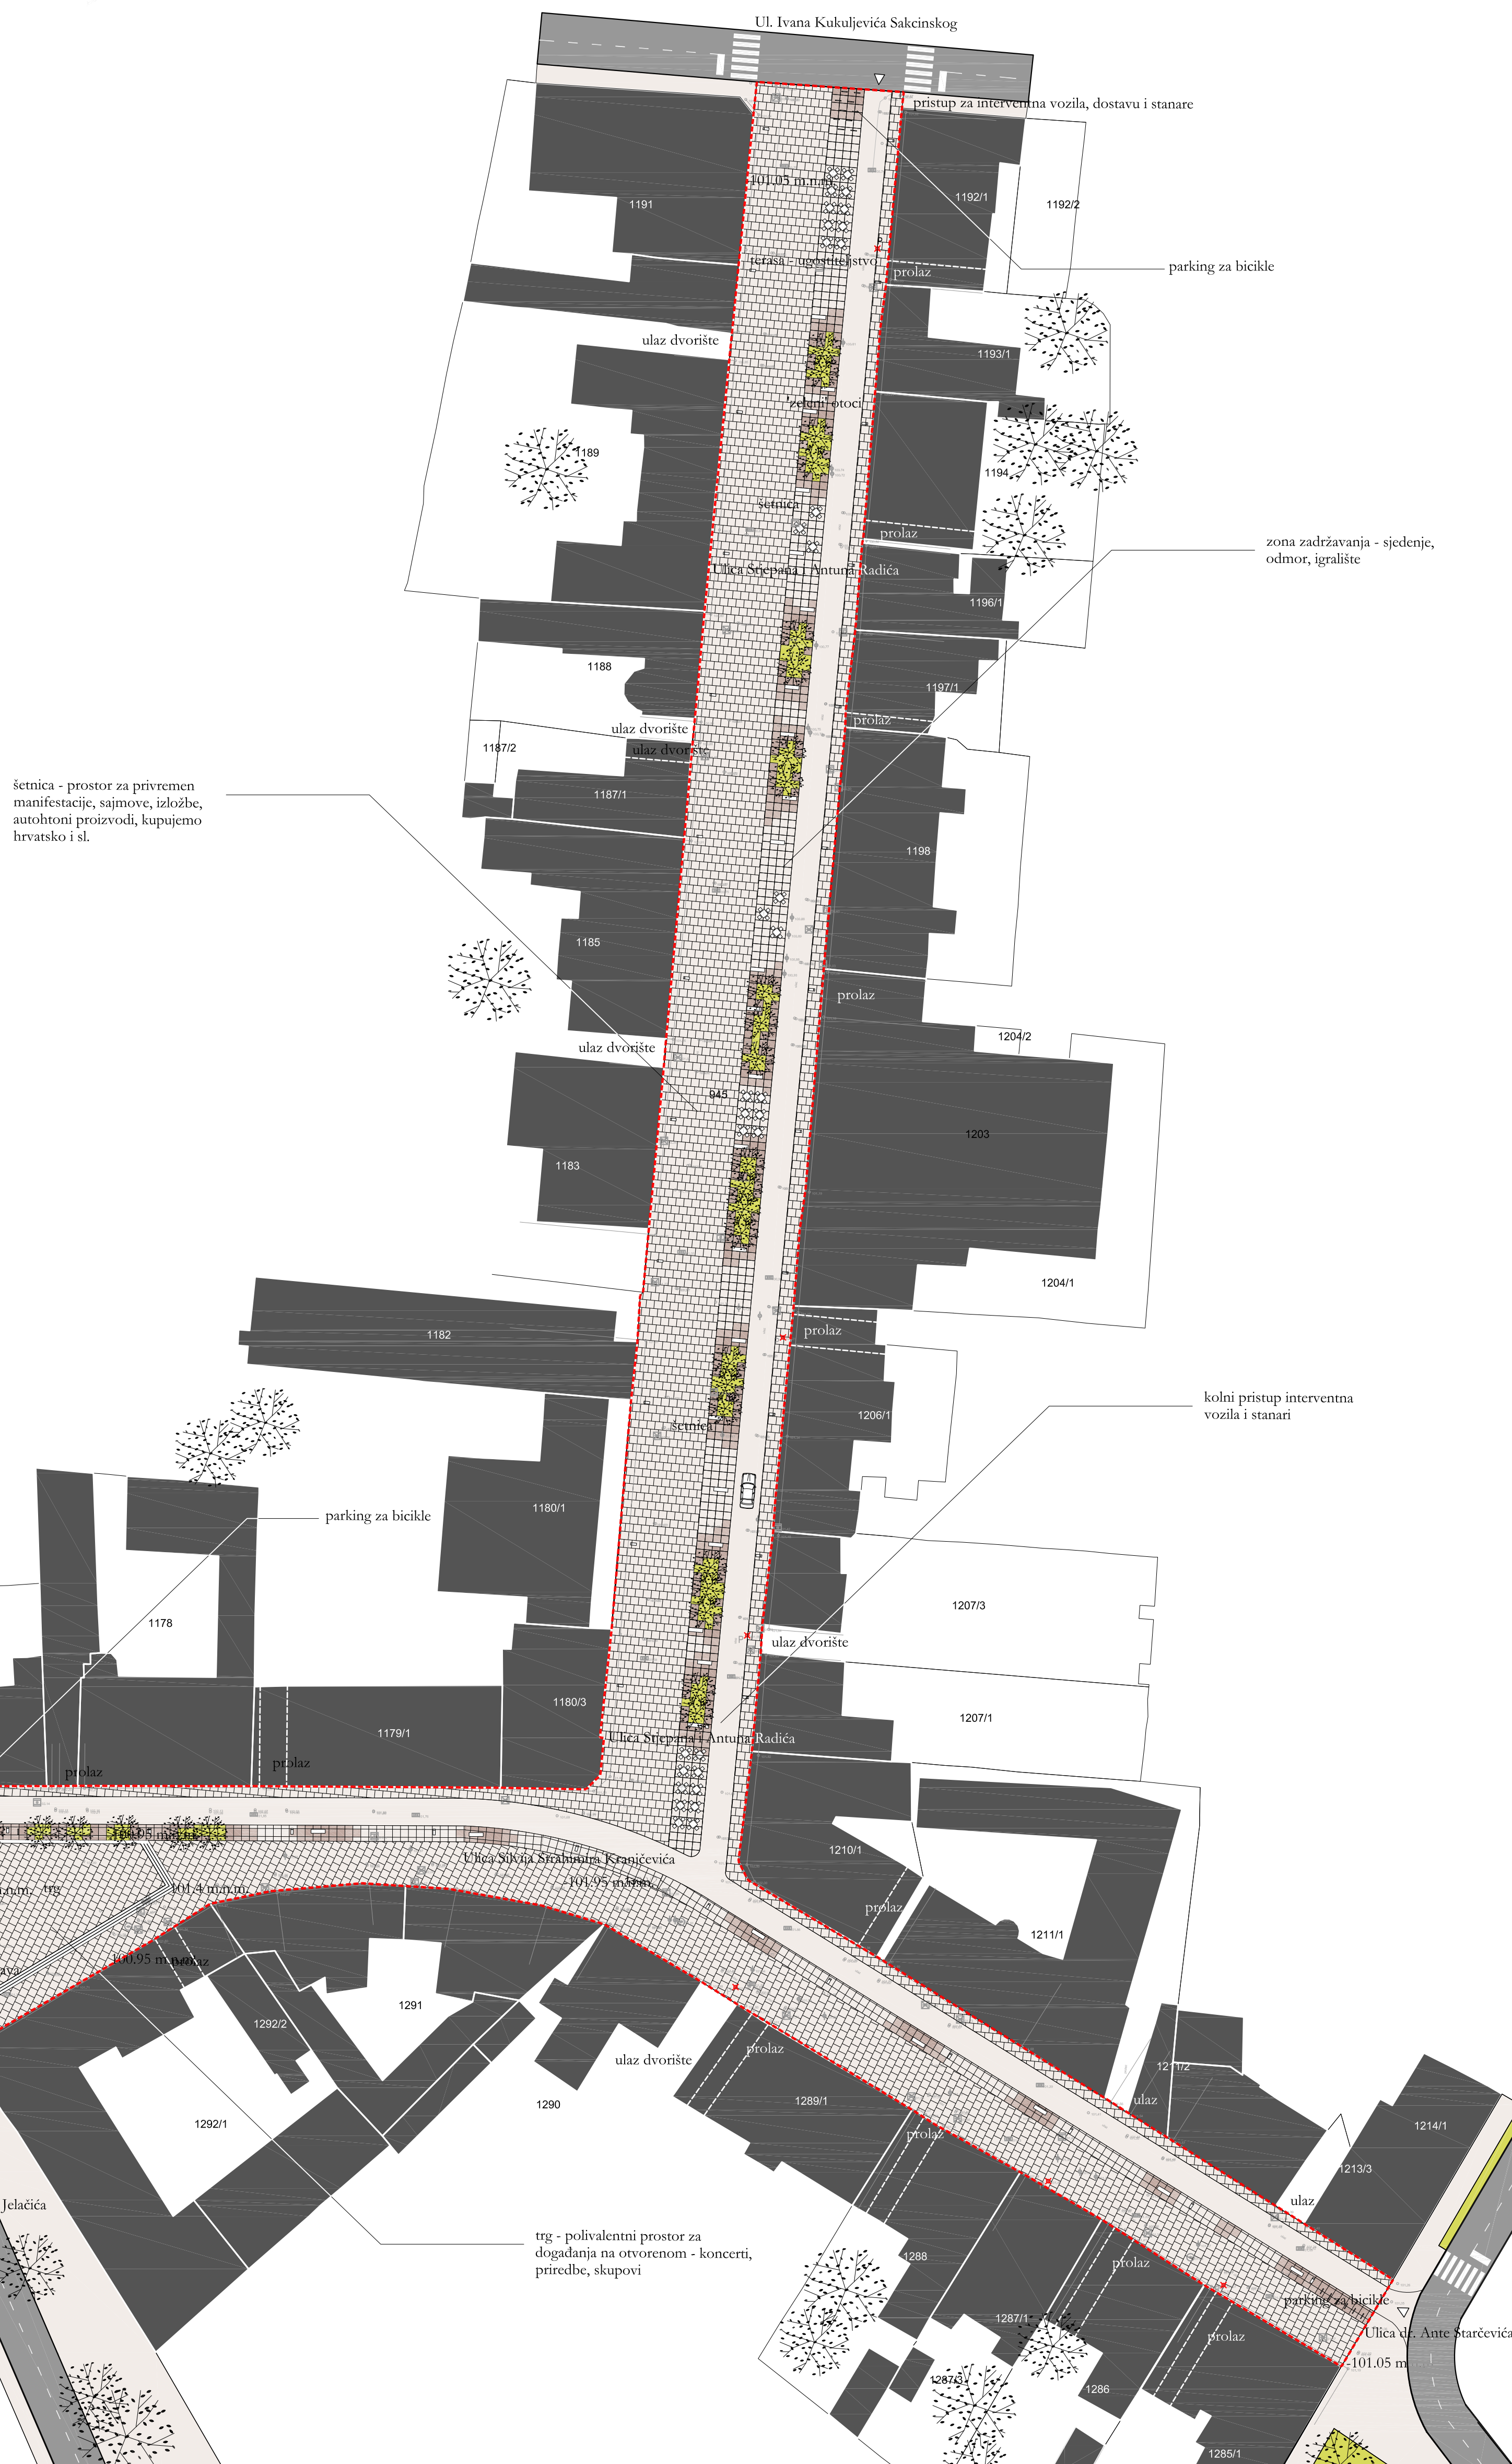 Ul. Ivana Kukuljevića Sakcinskog
pristup za interventna vozila, dostavu i stanare
101.05 m.n.m.
1191
1192/1
1192/2
terasa - ugostiteljstvo
prolaz
parking za bicikle
ulaz dvorište
1193/1
'zeleni' otoci
1189
1194
šetnica
prolaz
zona zadržavanja - sjedenje,
odmor, igralište
Ulica Stjepana i Antuna Radića
1196/1
1188
1197/1
prolaz
ulaz dvorište
ulaz dvorište
1187/2
1187/1
šetnica - prostor za privremen
manifestacije, sajmove, izložbe,
autohtoni proizvodi, kupujemo
hrvatsko i sl.
1198
1185
prolaz
1204/2
ulaz dvorište
945
1203
1183
1204/1
prolaz
1182
kolni pristup interventna
vozila i stanari
1206/1
šetnica
1180/1
parking za bicikle
1178
1207/3
ulaz dvorište
1180/3
1207/1
1179/1
Ulica Stjepana i Antuna Radića
prolaz
prolaz
1210/1
Ulica Silvija Strahimira Kranjčevića
-101.95 m.n.m.
101.4 m.n.m.
trg
prolaz
1211/1
100.95 m.n.m.
prolaz
1291
1292/2
prolaz
ulaz dvorište
1211/2
1289/1
ulaz
1290
1292/1
1214/1
prolaz
1213/3
Jelačića
ulaz
trg - polivalentni prostor za
događanja na otvorenom - koncerti,
priredbe, skupovi
1288
prolaz
parking za bicikle
1287/1
prolaz
Ulica dr. Ante Starčevića
-101.05 m
1287/3
1286
1285/1